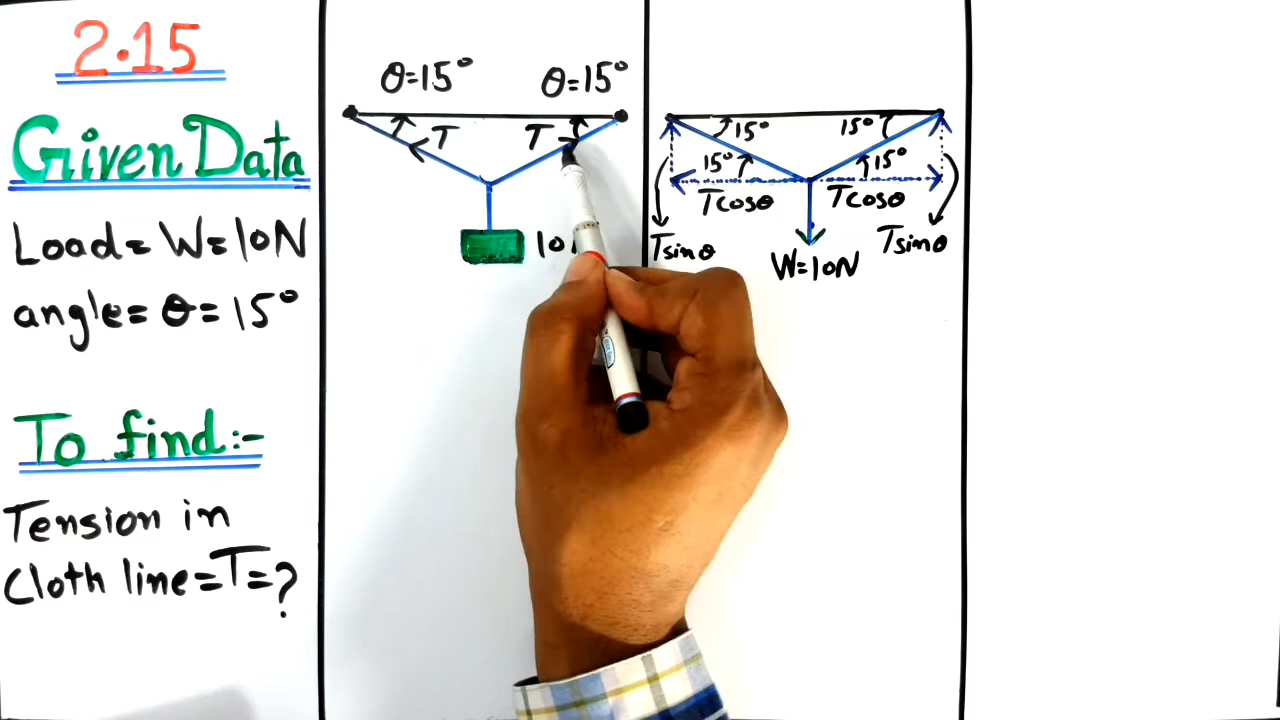 2.15
Given Data
Load = W = 10N
angle = θ = 15°
To find:-
Tension in
Cloth line = T = ?
θ=15° θ=15°
T T
10
15° 15°
15° 15°
Tcosθ Tcosθ
Tsinθ Tsinθ
W=10N